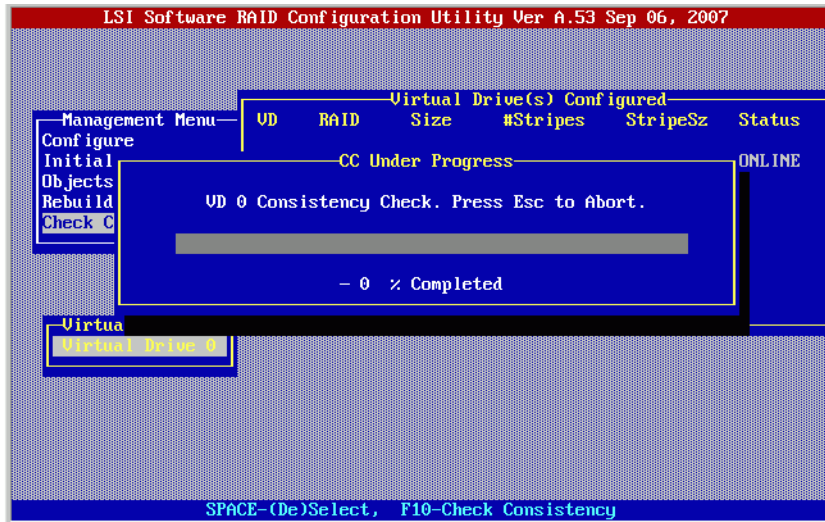 LSI Software RAID Configuration Utility Ver A.53 Sep 06, 2007
Virtual Drive(s) Configured
Management Menu
VD RAID Size #Stripes StripeSz Status
Configure
Initial
CC Under Progress
ONLINE
Objects
Rebuild
VD 0 Consistency Check. Press Esc to Abort.
Check C
- 0 % Completed
Virtua
Virtual Drive 0
SPACE-(De)Select, F10-Check Consistency